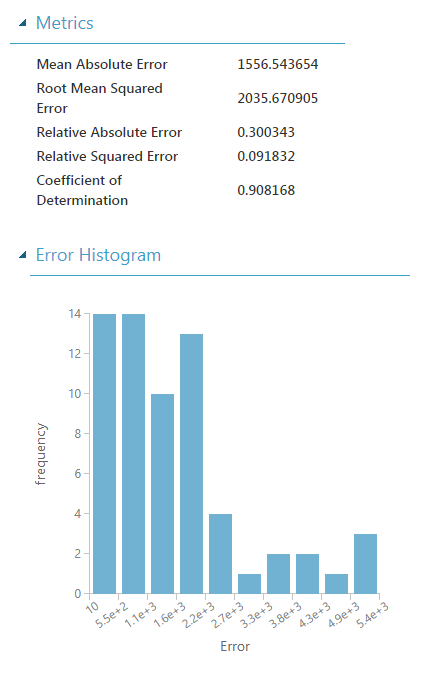 Metrics
Mean Absolute Error 1556.543654
Root Mean Squared
Error 2035.670905
Relative Absolute Error 0.300343
Relative Squared Error 0.091832
Coefficient of
Determination 0.908168
Error Histogram
14
12
10
8
6
4
2
0
frequency
10 5.5e+2 1.1e+3 1.6e+3 2.2e+3 2.7e+3 3.3e+3 3.8e+3 4.3e+3 4.9e+3 5.4e+3
Error